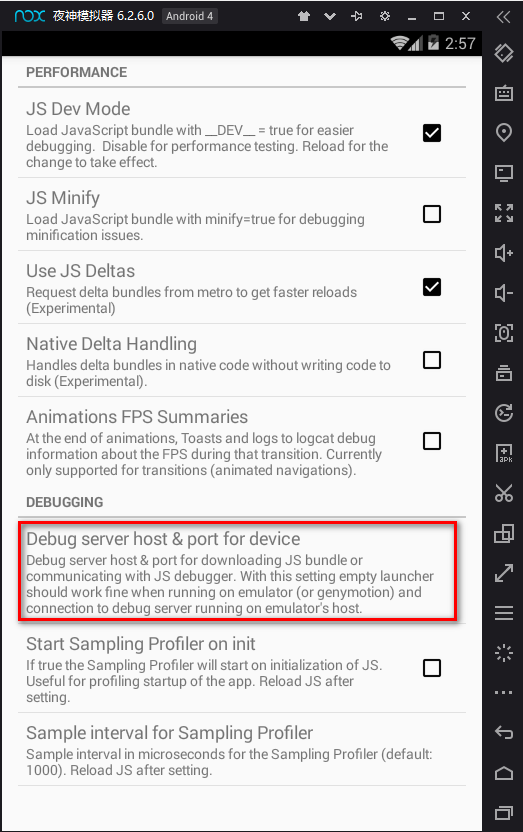 nox 夜神模拟器 6.2.6.0 Android 4
2:57
PERFORMANCE
JS Dev Mode
Load JavaScript bundle with __DEV__ = true for easier
debugging.  Disable for performance testing. Reload for the
change to take effect.
JS Minify
Load JavaScript bundle with minify=true for debugging
minification issues.
Use JS Deltas
Request delta bundles from metro to get faster reloads
(Experimental)
Native Delta Handling
Handles delta bundles in native code without writing code to
disk (Experimental).
Animations FPS Summaries
At the end of animations, Toasts and logs to logcat debug
information about the FPS during that transition. Currently
only supported for transitions (animated navigations).
DEBUGGING
Debug server host & port for device
Debug server host & port for downloading JS bundle or
communicating with JS debugger. With this setting empty launcher
should work fine when running on emulator (or genymotion) and
connection to debug server running on emulator's host.
Start Sampling Profiler on init
If true the Sampling Profiler will start on initialization of JS.
Useful for profiling startup of the app. Reload JS after
setting.
Sample interval for Sampling Profiler
Sample interval in microseconds for the Sampling Profiler (default:
1000). Reload JS after setting.